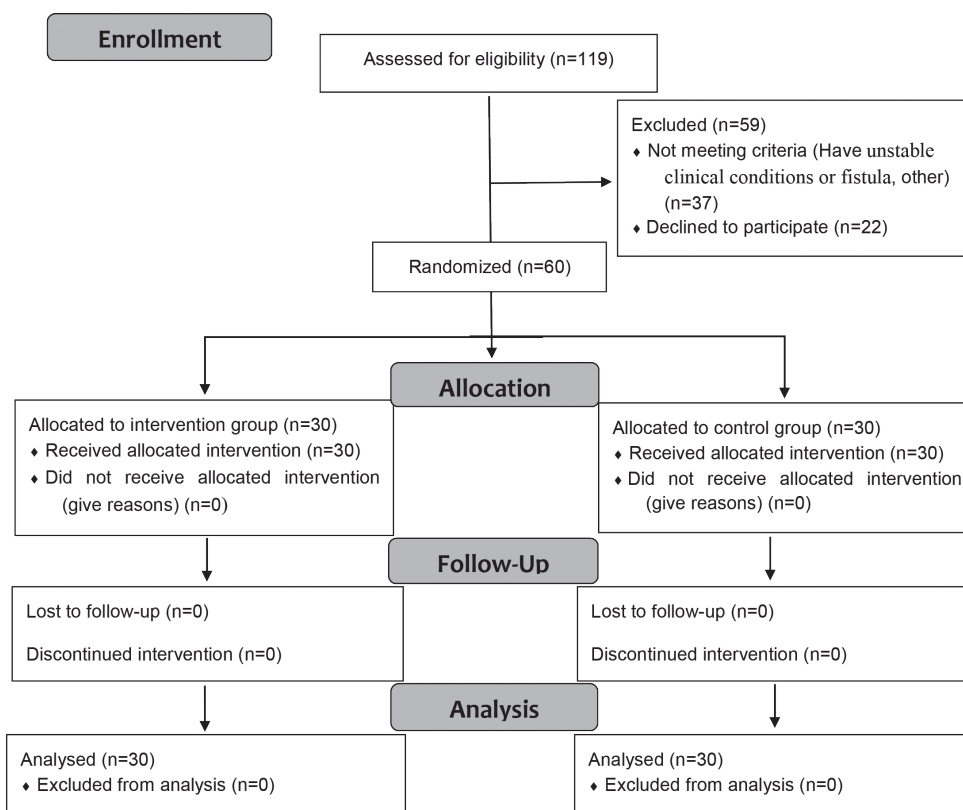 Enrollment
Assessed for eligibility (n=119)
Excluded (n=59)
♦ Not meeting criteria (Have unstable
clinical conditions or fistula, other)
(n=37)
♦ Declined to participate (n=22)
Randomized (n=60)
Allocation
Allocated to intervention group (n=30)
♦ Received allocated intervention (n=30)
♦ Did not receive allocated intervention
(give reasons) (n=0)
Allocated to control group (n=30)
♦ Received allocated intervention (n=30)
♦ Did not receive allocated intervention
(give reasons) (n=0)
Follow-Up
Lost to follow-up (n=0)
Discontinued intervention (n=0)
Lost to follow-up (n=0)
Discontinued intervention (n=0)
Analysis
Analysed (n=30)
♦ Excluded from analysis (n=0)
Analysed (n=30)
♦ Excluded from analysis (n=0)